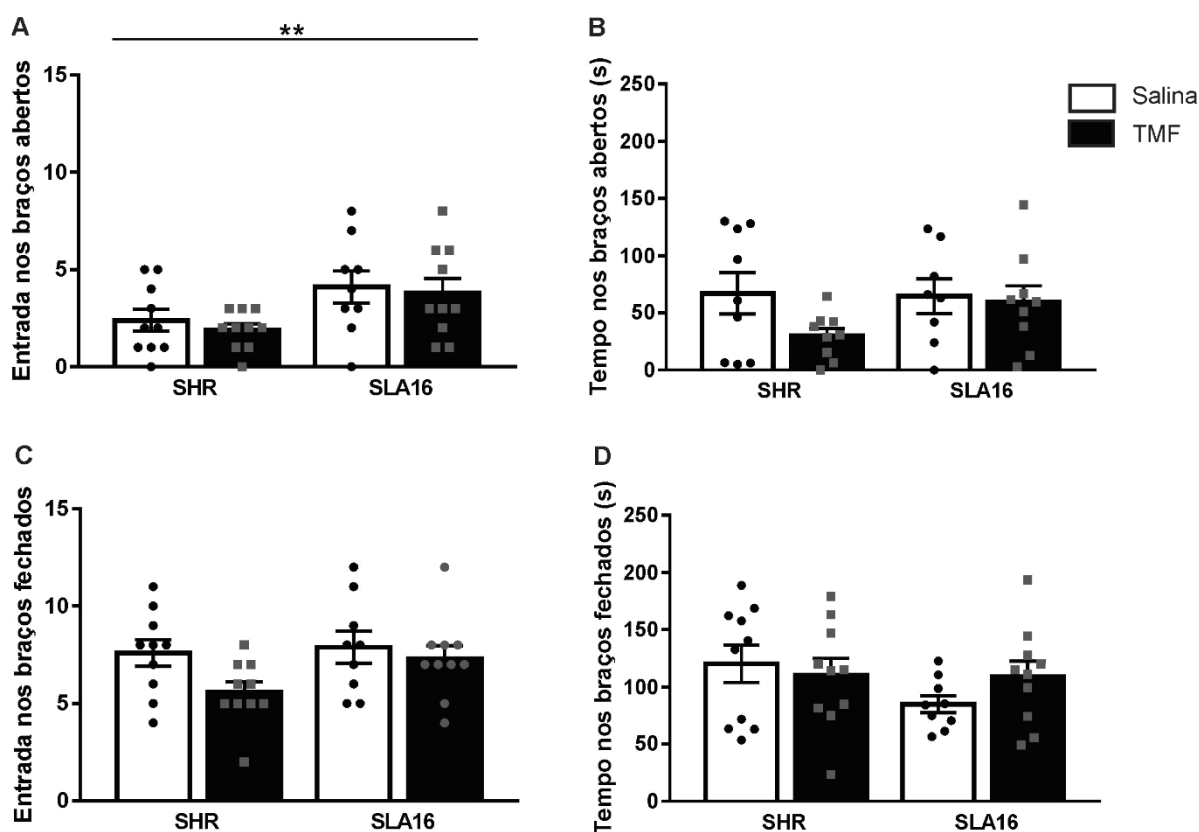 A
**
Entrada nos braços abertos
15
10
5
0
SHR
SLA16
B
Tempo nos braços abertos (s)
250
200
150
100
50
0
SHR
SLA16
Salina
TMF
C
Entrada nos braços fechados
15
10
5
0
SHR
SLA16
D
Tempo nos braços fechados (s)
250
200
150
100
50
0
SHR
SLA16